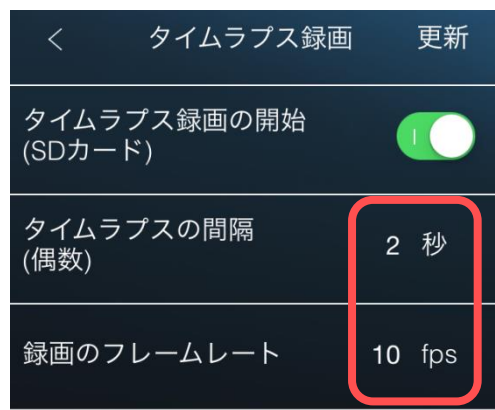 < タイムラプス録画 更新
タイムラプス録画の開始
(SDカード)
タイムラプスの間隔
(偶数)
2 秒
録画のフレームレート 10 fps